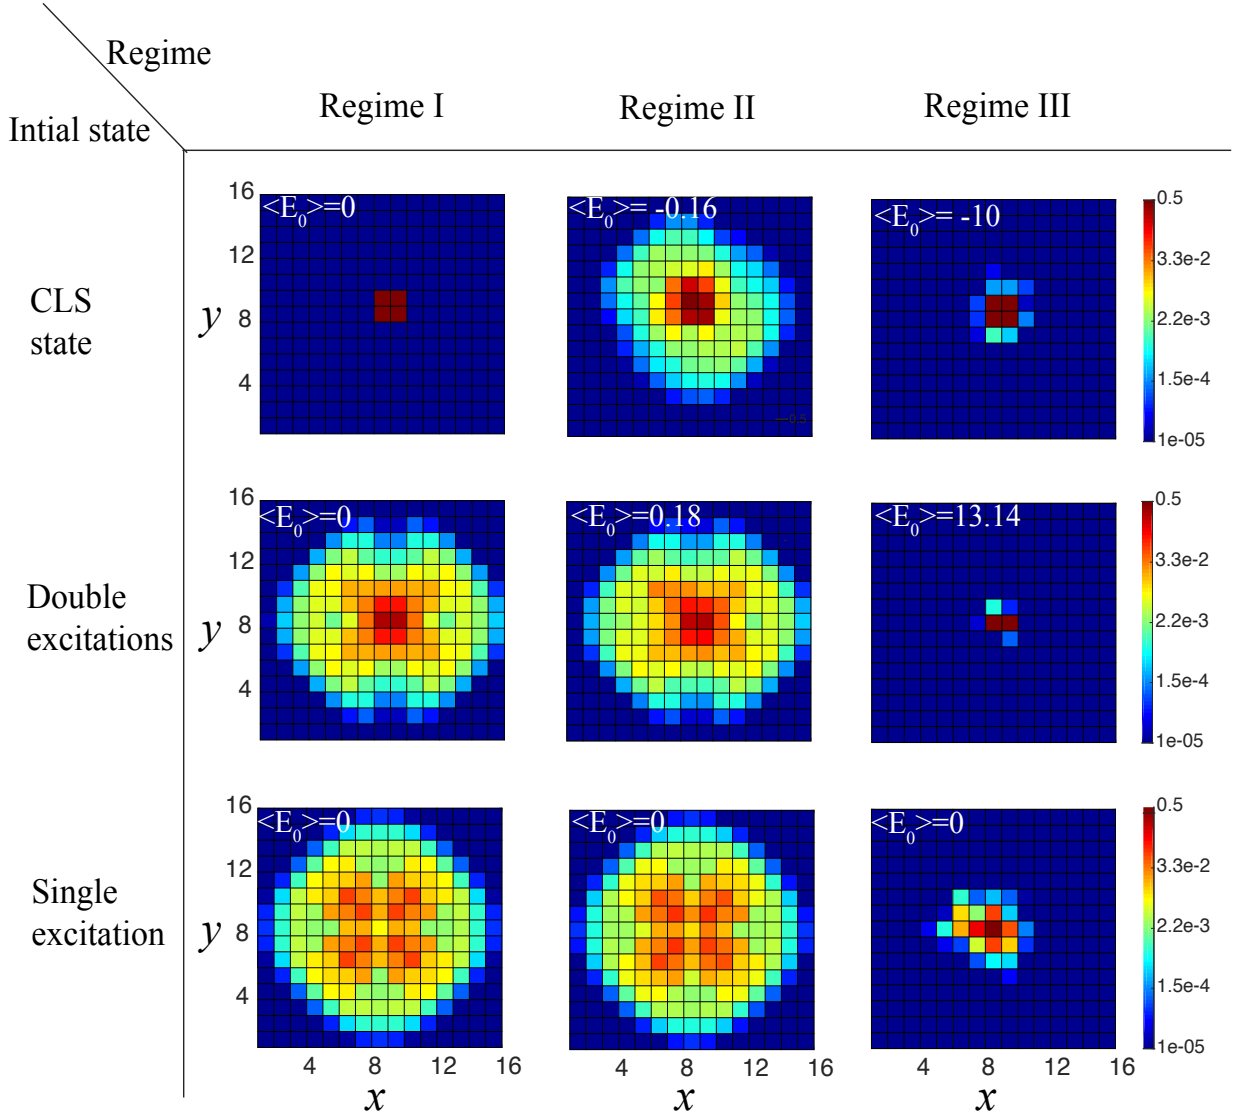 Regime
Intial state
Regime I
Regime II
Regime III
CLS
state
y
16
12
8
4
<E0>=0
<E0>= -0.16
0.5
<E0>= -10
0.5
3.3e-2
2.2e-3
1.5e-4
1e-05
Double
excitations
y
16
12
8
4
<E0>=0
<E0>=0.18
<E0>=13.14
0.5
3.3e-2
2.2e-3
1.5e-4
1e-05
Single
excitation
y
16
12
8
4
<E0>=0
<E0>=0
<E0>=0
0.5
3.3e-2
2.2e-3
1.5e-4
1e-05
4 8 12 16
4 8 12 16
4 8 12 16
x
x
x